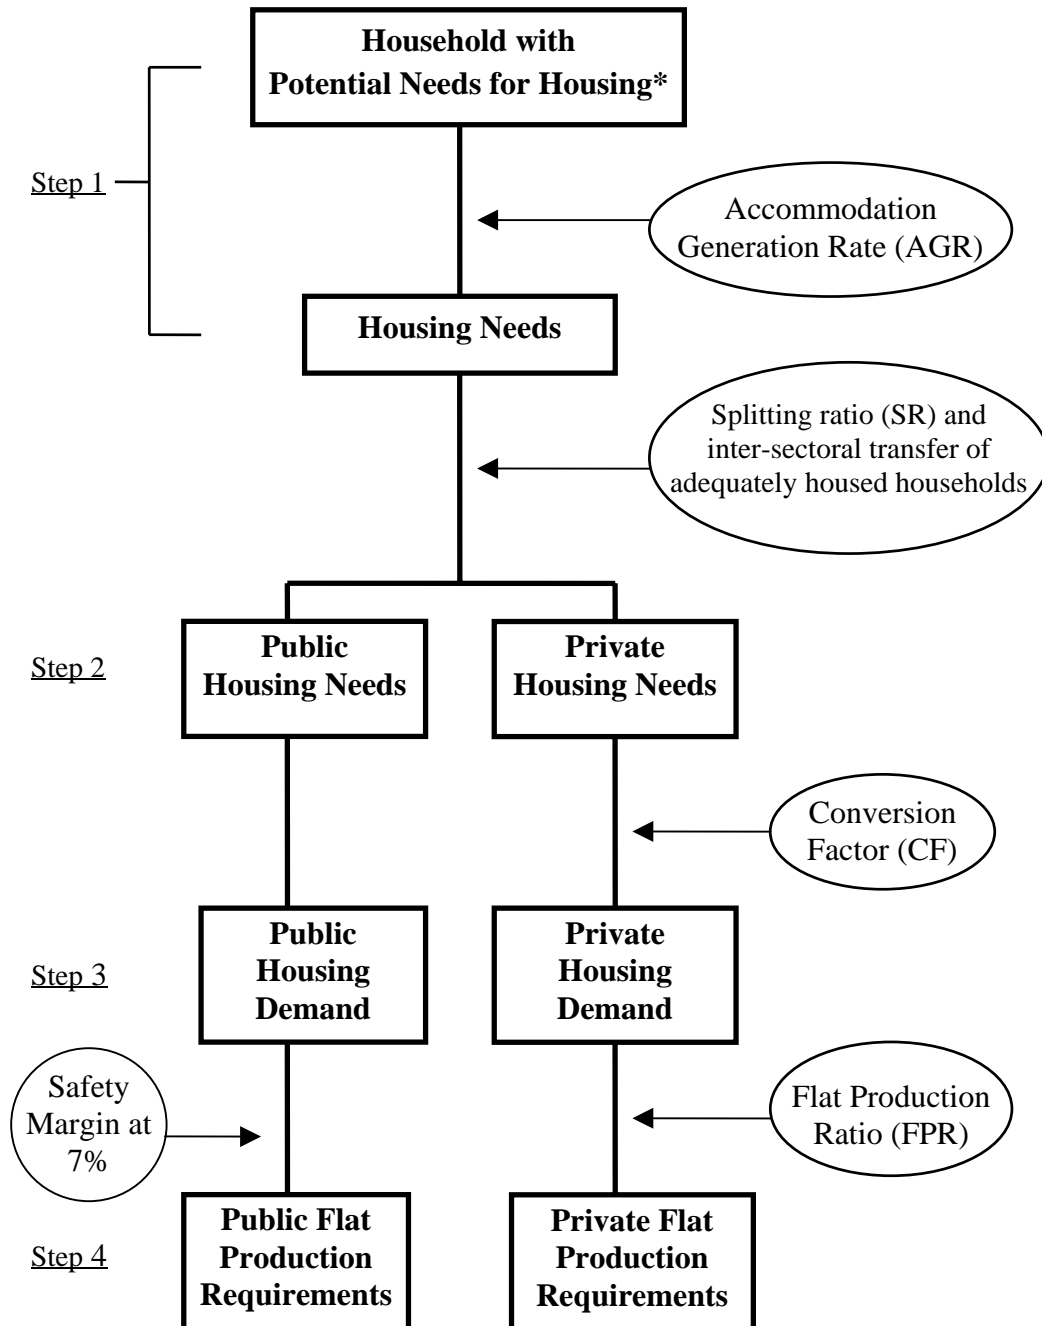 Household with
Potential Needs for Housing*
Step 1
Accommodation
Generation Rate (AGR)
Housing Needs
Splitting ratio (SR) and
inter-sectoral transfer of
adequately housed households
Step 2
Public
Housing Needs
Private
Housing Needs
Conversion
Factor (CF)
Step 3
Public
Housing
Demand
Private
Housing
Demand
Safety
Margin at
7%
Flat Production
Ratio (FPR)
Step 4
Public Flat
Production
Requirements
Private Flat
Production
Requirements